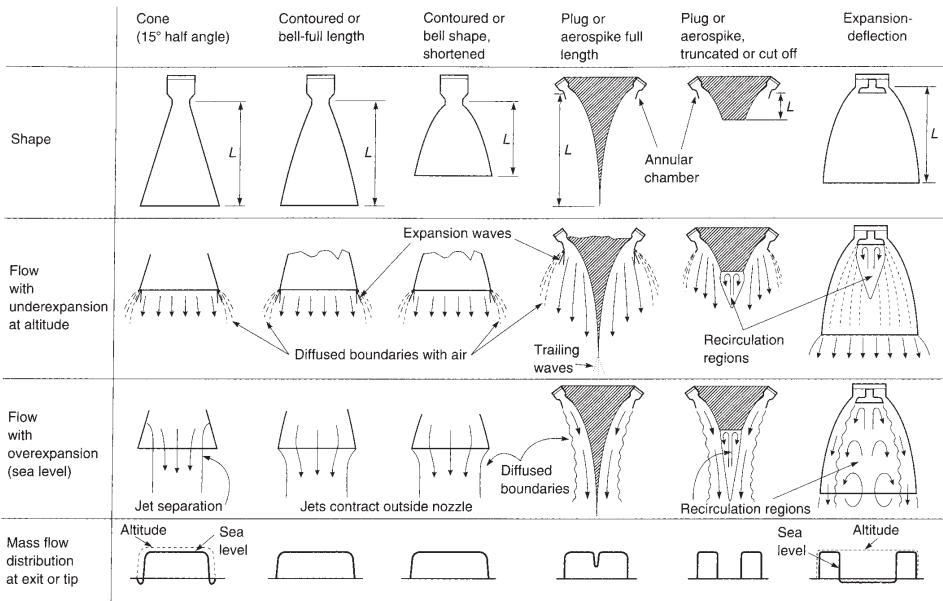 Cone
(15° half angle)
Contoured or
bell-full length
Contoured or
bell shape,
shortened
Plug or
aerospike full
length
Plug or
aerospike,
truncated or cut off
Expansion-
deflection
Shape
L
L
L
L
L
L
Annular
chamber
Flow
with
underexpansion
at altitude
Expansion waves
Diffused boundaries with air
Trailing
waves
Recirculation
regions
Flow
with
overexpansion
(sea level)
Jet separation
Jets contract outside nozzle
Diffused
boundaries
Recirculation regions
Mass flow
distribution
at exit or tip
Altitude
Sea
level
Sea
level
Altitude